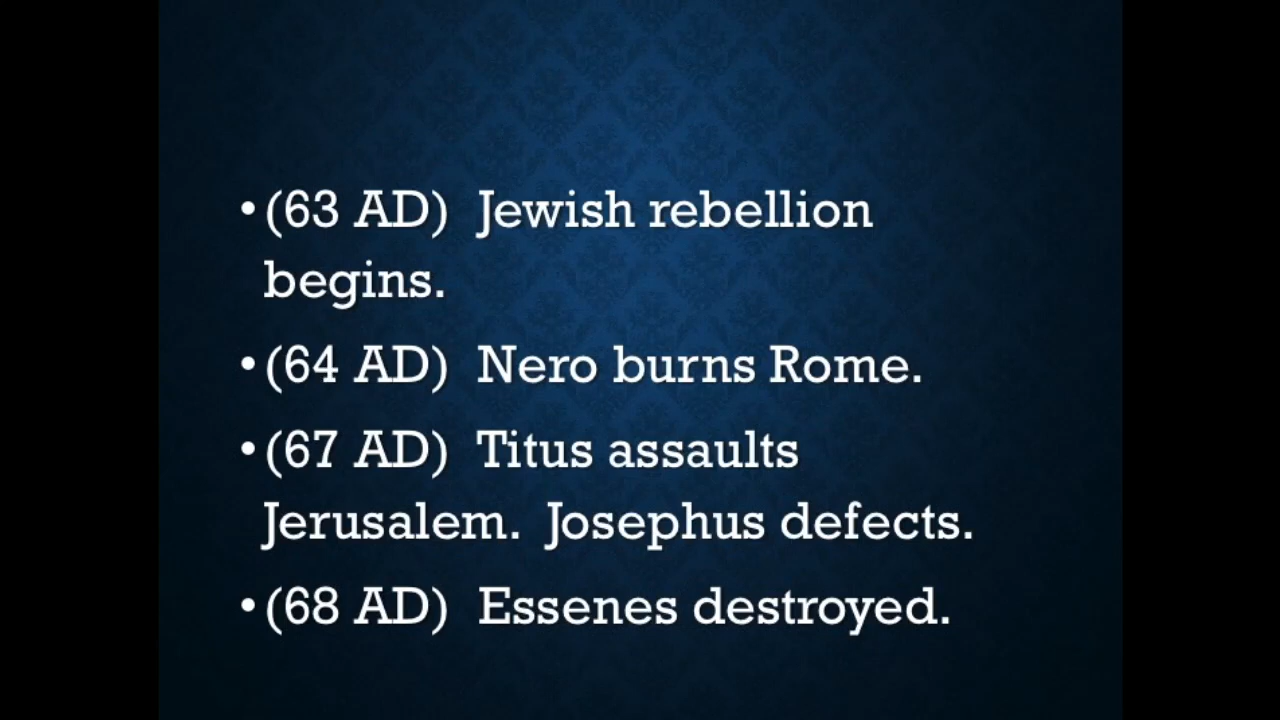 •(63 AD)  Jewish rebellion
begins.
•(64 AD)  Nero burns Rome.
•(67 AD)  Titus assaults
Jerusalem.  Josephus defects.
•(68 AD)  Essenes destroyed.